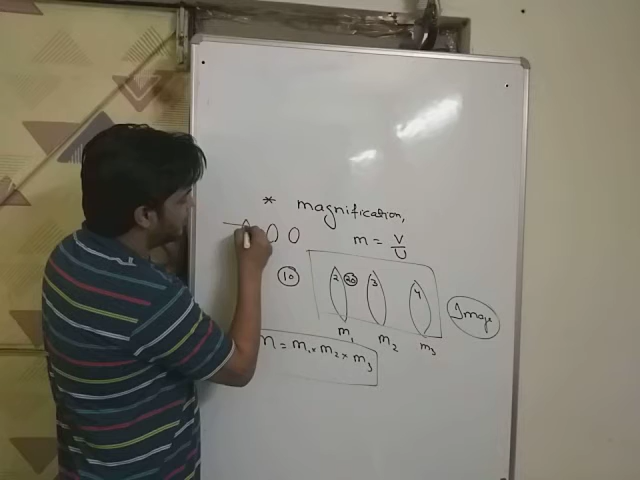 * magnification,
m = V/U
10 2 20 3 4 Image
m1 m2 m3
m = m1 × m2 × m3